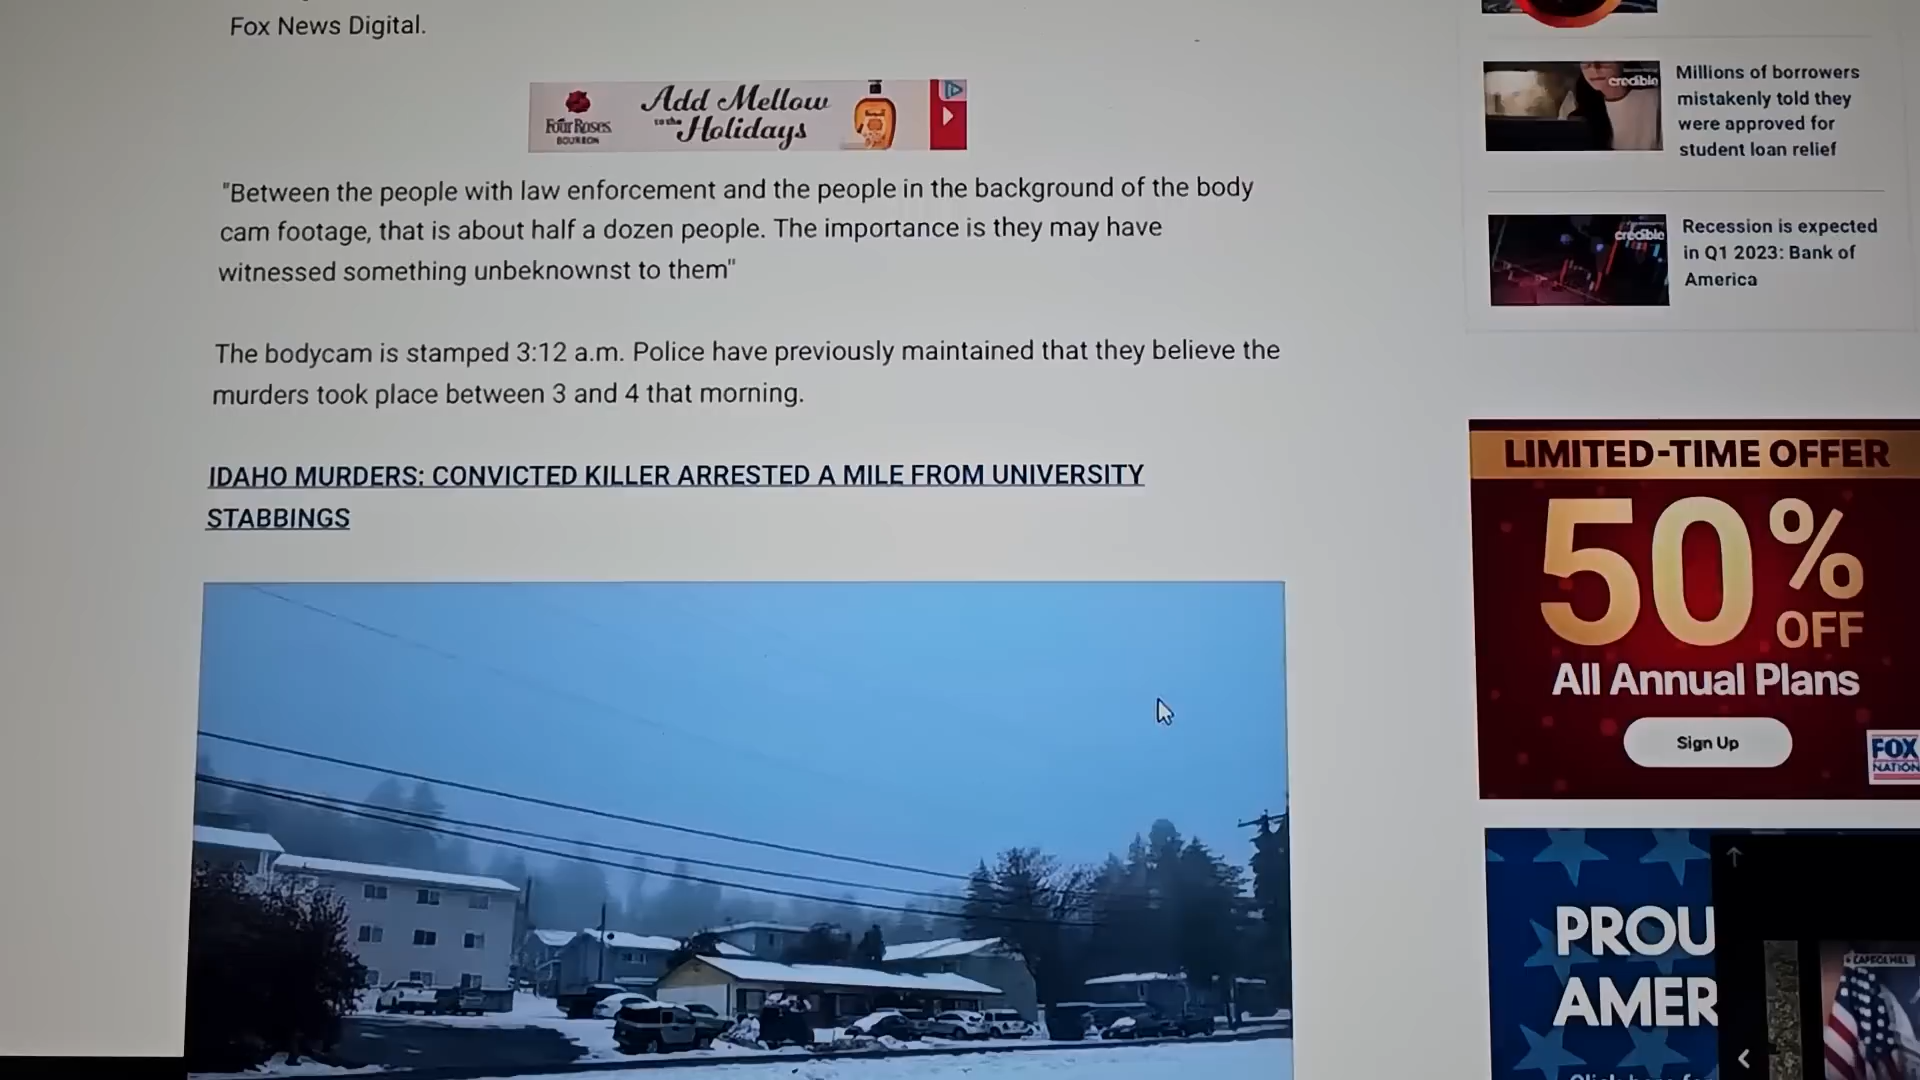 Fox News Digital.
Four Roses
BOURBON
Add Mellow
to the Holidays
"Between the people with law enforcement and the people in the background of the body
cam footage, that is about half a dozen people. The importance is they may have
witnessed something unbeknownst to them"
The bodycam is stamped 3:12 a.m. Police have previously maintained that they believe the
murders took place between 3 and 4 that morning.
IDAHO MURDERS: CONVICTED KILLER ARRESTED A MILE FROM UNIVERSITY
STABBINGS
credible
Millions of borrowers
mistakenly told they
were approved for
student loan relief
credible
Recession is expected
in Q1 2023: Bank of
America
LIMITED-TIME OFFER
50%
OFF
All Annual Plans
Sign Up
FOX
NATION
PROU
AMER
CAPITOL HILL